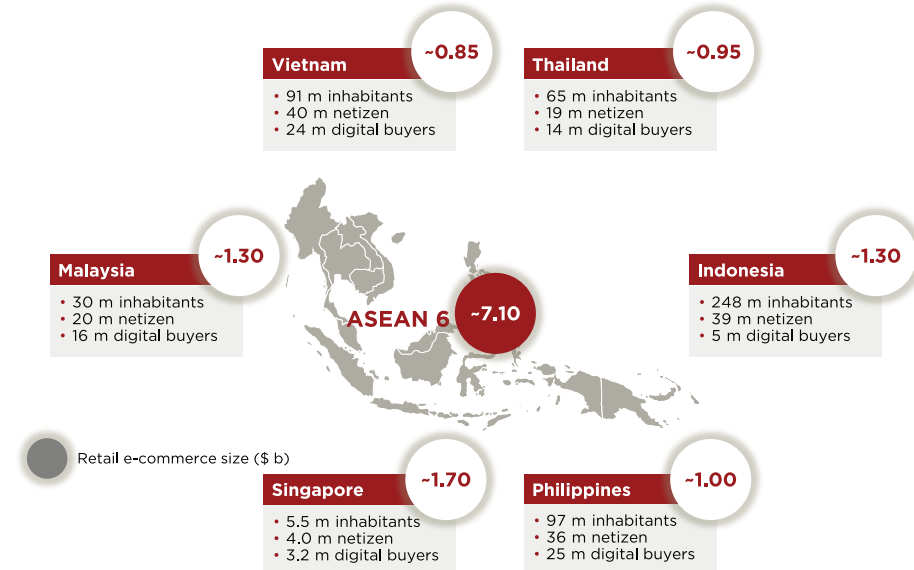 ~0.85
Vietnam
• 91 m inhabitants
• 40 m netizen
• 24 m digital buyers
~0.95
Thailand
• 65 m inhabitants
• 19 m netizen
• 14 m digital buyers
~1.30
Malaysia
• 30 m inhabitants
• 20 m netizen
• 16 m digital buyers
ASEAN 6
~7.10
~1.30
Indonesia
• 248 m inhabitants
• 39 m netizen
• 5 m digital buyers
Retail e-commerce size ($ b)
~1.70
Singapore
• 5.5 m inhabitants
• 4.0 m netizen
• 3.2 m digital buyers
~1.00
Philippines
• 97 m inhabitants
• 36 m netizen
• 25 m digital buyers